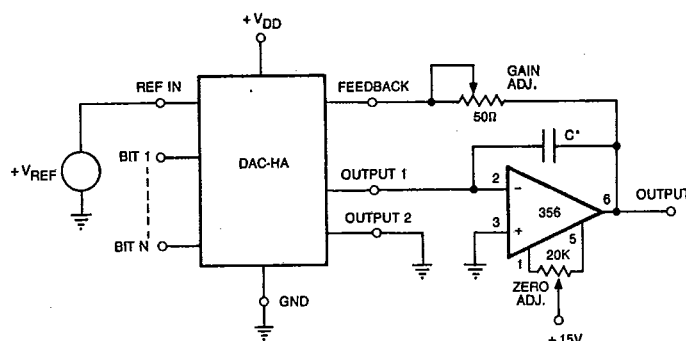 +VDD
REF IN
FEEDBACK
GAIN
ADJ.
50Ω
C*
+VREF
BIT 1
DAC-HA
OUTPUT 1
2
−
6
OUTPUT
356
OUTPUT 2
3
+
5
BIT N
1
20K
ZERO
ADJ.
GND
+15V